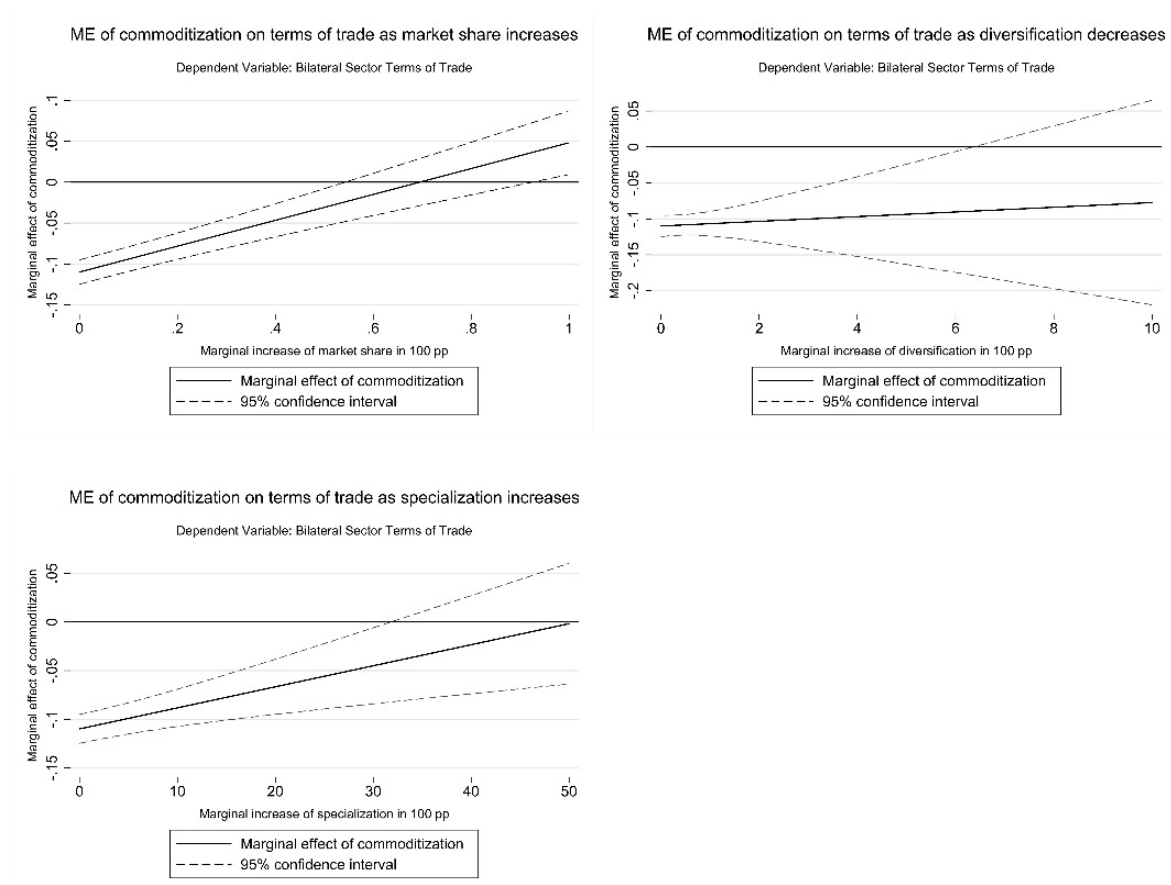 ME of commoditization on terms of trade as market share increases
Dependent Variable: Bilateral Sector Terms of Trade
Marginal effect of commoditization
.1
.05
0
-.05
-.1
-.15
0 .2 .4 .6 .8 1
Marginal increase of market share in 100 pp
Marginal effect of commoditization
95% confidence interval
ME of commoditization on terms of trade as diversification decreases
Dependent Variable: Bilateral Sector Terms of Trade
Marginal effect of commoditization
.05
0
-.05
-.1
-.15
-.2
0 2 4 6 8 10
Marginal increase of diversification in 100 pp
Marginal effect of commoditization
95% confidence interval
ME of commoditization on terms of trade as specialization increases
Dependent Variable: Bilateral Sector Terms of Trade
Marginal effect of commoditization
.05
0
-.05
-.1
-.15
0 10 20 30 40 50
Marginal increase of specialization in 100 pp
Marginal effect of commoditization
95% confidence interval